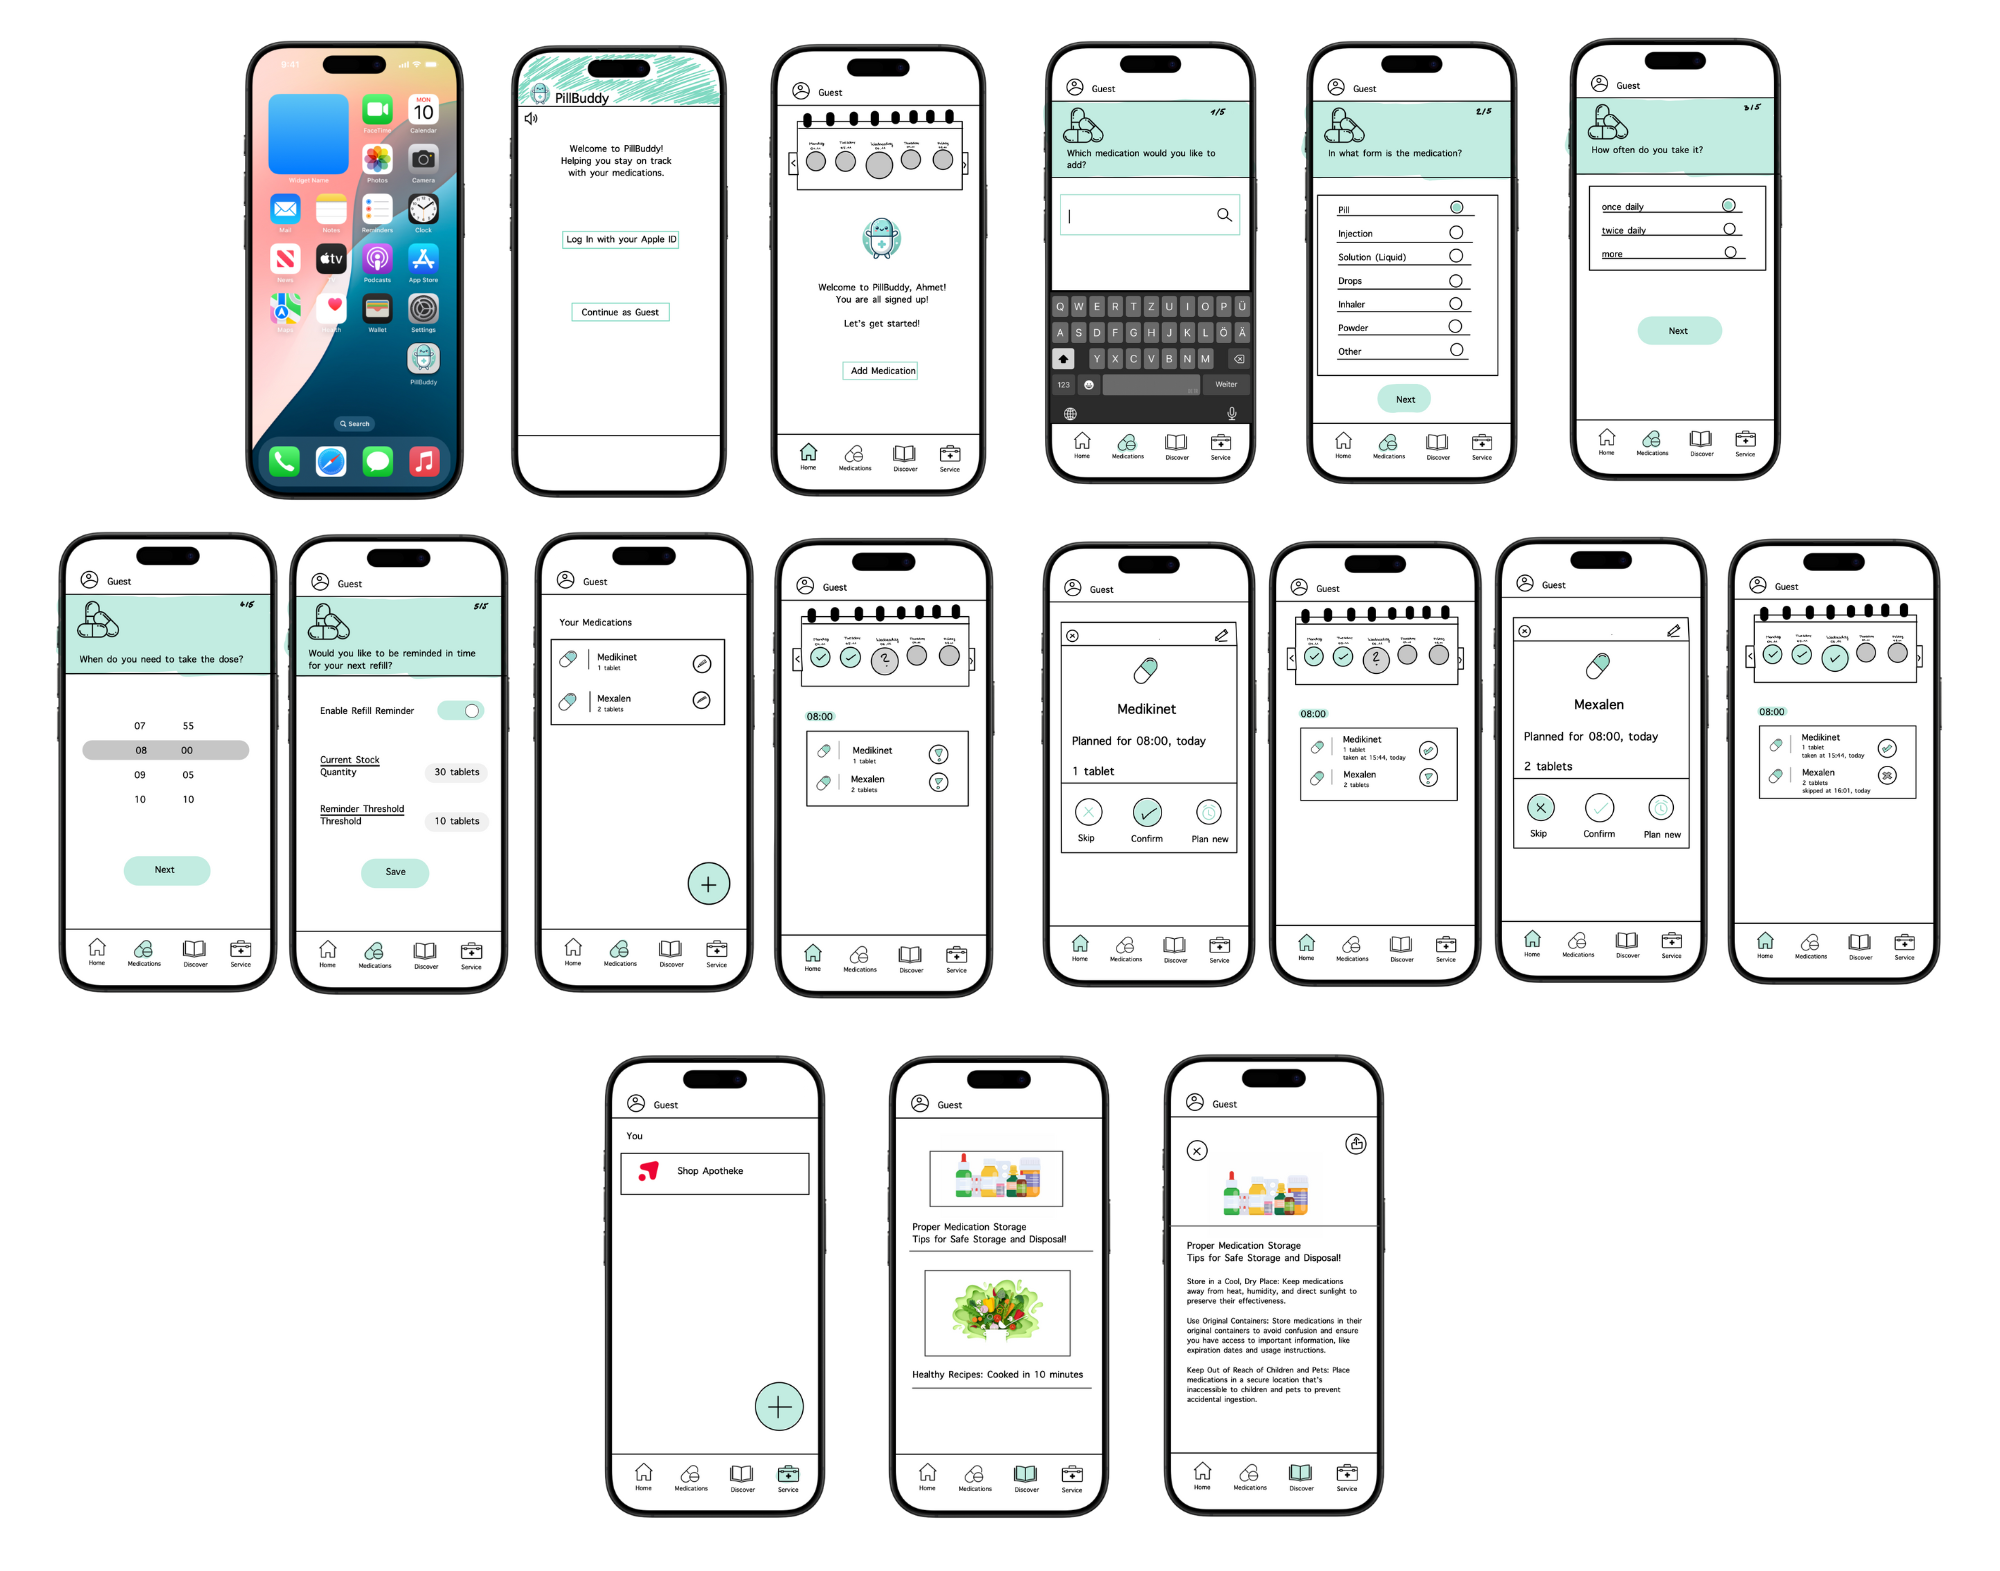 9:41
Widget Name
FaceTime
MON
10
Calendar
Photos
Camera
Mail
Notes
Reminders
Clock
News
tv
Podcasts
App Store
Maps
Health
Wallet
Settings
PillBuddy
Search
PillBuddy
Welcome to PillBuddy!
Helping you stay on track
with your medications.
Log In with your Apple ID
Continue as Guest
Guest
Monday
Tuesday
Wednesday
Friday
Welcome to PillBuddy, Ahmet!
You are all signed up!
Let's get started!
Add Medication
Home
Medications
Discover
Service
Guest
1/5
Which medication would you like to
add?
Q W E R T Z U I O P Ü
A S D F G H J K L Ö Ä
Y X C V B N M
123
Weiter
Home
Medications
Discover
Service
Guest
2/5
In what form is the medication?
Pill
Injection
Solution (Liquid)
Drops
Inhaler
Powder
Other
Next
Home
Medications
Discover
Service
Guest
3/5
How often do you take it?
once daily
twice daily
more
Next
Home
Medications
Discover
Service
Guest
4/5
When do you need to take the dose?
07 55
08 00
09 05
10 10
Next
Home
Medications
Discover
Service
Guest
5/5
Would you like to be reminded in time
for your next refill?
Enable Refill Reminder
Current Stock
Quantity
30 tablets
Reminder Threshold
Threshold
10 tablets
Save
Home
Medications
Discover
Service
Guest
Your Medications
Medikinet
1 tablet
Mexalen
2 tablets
Home
Medications
Discover
Service
Guest
Monday
Tuesday
Wednesday
Friday
?
08:00
Medikinet
1 tablet
Mexalen
2 tablets
Home
Medications
Discover
Service
Guest
Medikinet
Planned for 08:00, today
1 tablet
Skip
Confirm
Plan new
Home
Medications
Discover
Service
Guest
Monday
Tuesday
Wednesday
Friday
?
08:00
Medikinet
1 tablet
taken at 15:44, today
Mexalen
2 tablets
Home
Medications
Discover
Service
Guest
Mexalen
Planned for 08:00, today
2 tablets
Skip
Confirm
Plan new
Home
Medications
Discover
Service
Guest
Monday
Tuesday
Wednesday
Friday
08:00
Medikinet
1 tablet
taken at 15:44, today
Mexalen
2 tablets
skipped at 16:01, today
Home
Medications
Discover
Service
Guest
You
Shop Apotheke
Home
Medications
Discover
Service
Guest
Proper Medication Storage
Tips for Safe Storage and Disposal!
Healthy Recipes: Cooked in 10 minutes
Home
Medications
Discover
Service
Guest
Proper Medication Storage
Tips for Safe Storage and Disposal!
Store in a Cool, Dry Place: Keep medications
away from heat, humidity, and direct sunlight to
preserve their effectiveness.
Use Original Containers: Store medications in their
original containers to avoid confusion and ensure
you have access to important information, like
expiration dates and usage instructions.
Keep Out of Reach of Children and Pets: Place
medications in a secure location that's
inaccessible to children and pets to prevent
accidental ingestion.
Home
Medications
Discover
Service